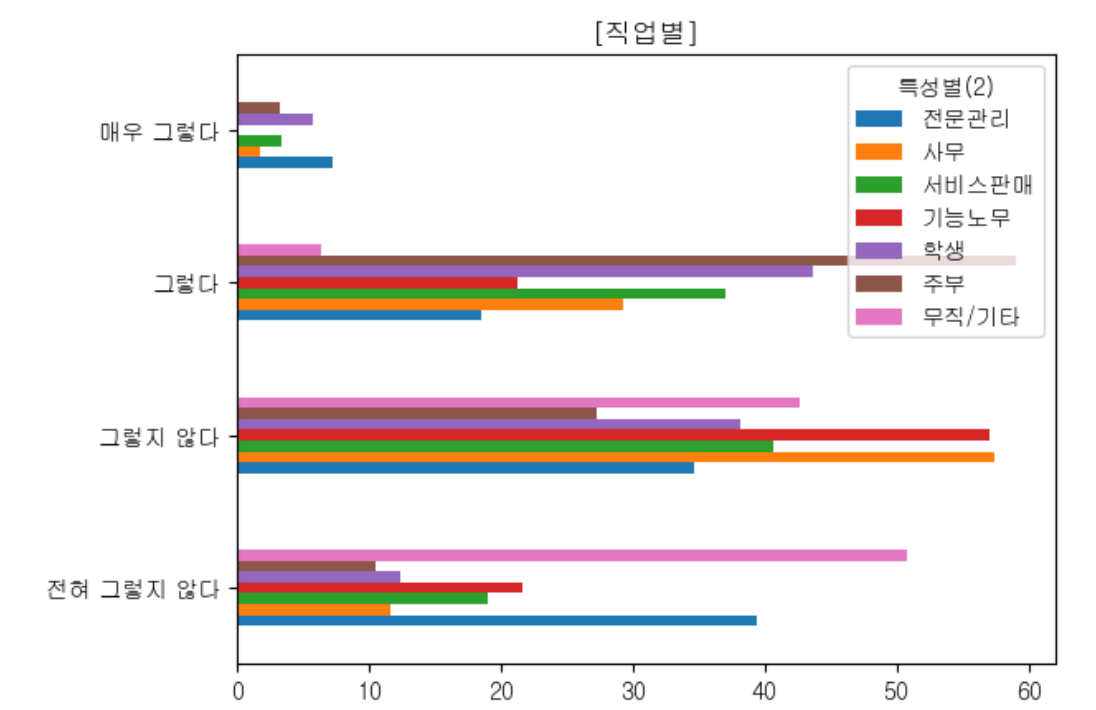 [직업별]
특성별(2)
전문관리
사무
서비스판매
기능노무
학생
주부
무직/기타
매우 그렇다
그렇다
그렇지 않다
전혀 그렇지 않다
0 10 20 30 40 50 60